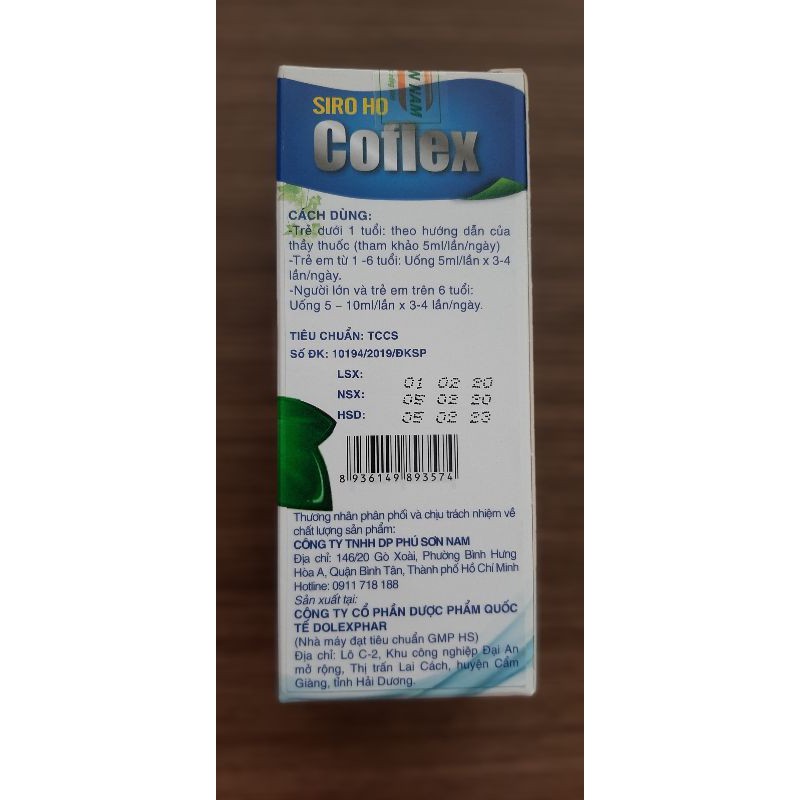 SIRO HO
N NAM
Coflex
CÁCH DÙNG:
-Trẻ dưới 1 tuổi: theo hướng dẫn của
thầy thuốc (tham khảo 5ml/lần/ngày)
-Trẻ em từ 1 -6 tuổi: Uống 5ml/lần x 3-4
lần/ngày.
-Người lớn và trẻ em trên 6 tuổi:
Uống 5 – 10ml/lần x 3-4 lần/ngày.
TIÊU CHUẨN: TCCS
Số ĐK: 10194/2019/ĐKSP
LSX: 01 02 20
NSX: 05 02 20
HSD: 05 02 23
8 936149 893574
Thương nhân phân phối và chịu trách nhiệm về
chất lượng sản phẩm:
CÔNG TY TNHH DP PHÚ SƠN NAM
Địa chỉ: 146/20 Gò Xoài, Phường Bình Hưng
Hòa A, Quận Bình Tân, Thành phố Hồ Chí Minh
Hotline: 0911 718 188
Sản xuất tại:
CÔNG TY CỔ PHẦN DƯỢC PHẨM QUỐC
TẾ DOLEXPHAR
(Nhà máy đạt tiêu chuẩn GMP HS)
Địa chỉ: Lô C-2, Khu công nghiệp Đại An
mở rộng, Thị trấn Lai Cách, huyện Cẩm
Giàng, tỉnh Hải Dương.